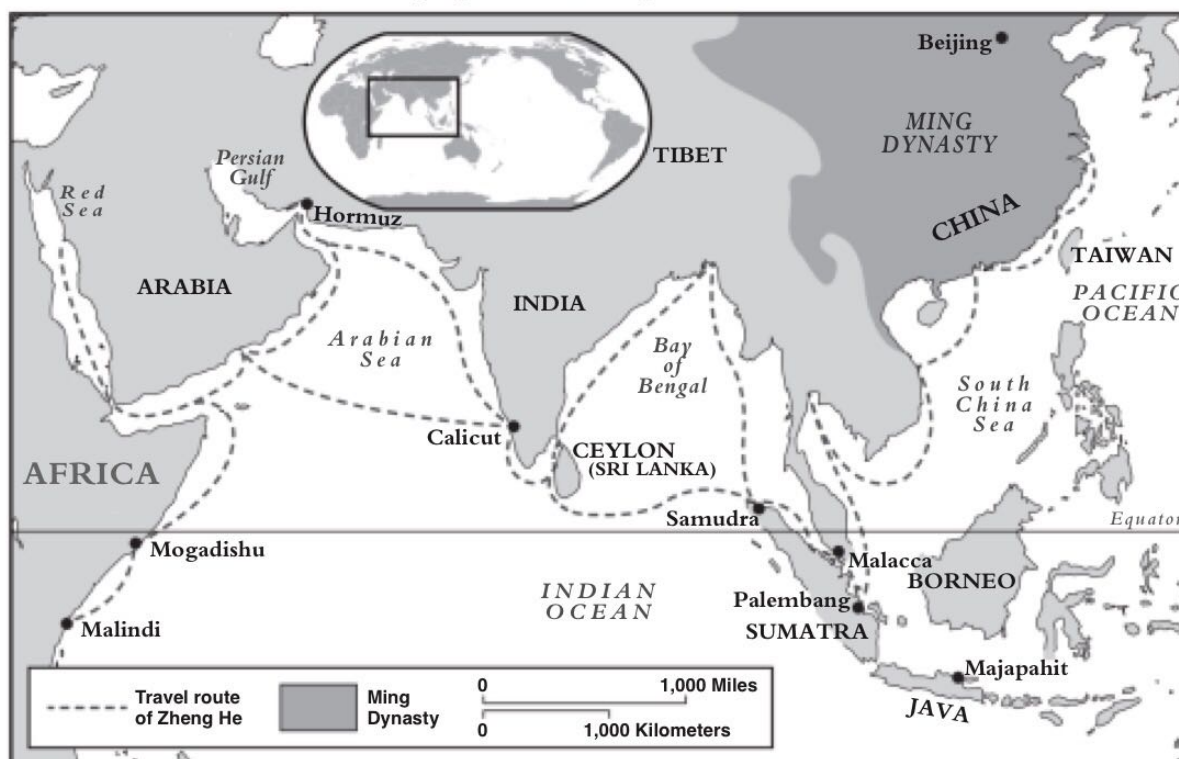 Beijing
MING
DYNASTY
TIBET
Persian
Gulf
Red
Sea
Hormuz
CHINA
TAIWAN
ARABIA
INDIA
PACIFIC
OCEAN
Arabian
Sea
Bay
of
Bengal
South
China
Sea
Calicut
CEYLON
(SRI LANKA)
AFRICA
Samudra
Equator
Mogadishu
Malacca
BORNEO
INDIAN
OCEAN
Palembang
SUMATRA
Malindi
Majapahit
JAVA
Travel route
of Zheng He
Ming
Dynasty
0 1,000 Miles
0 1,000 Kilometers